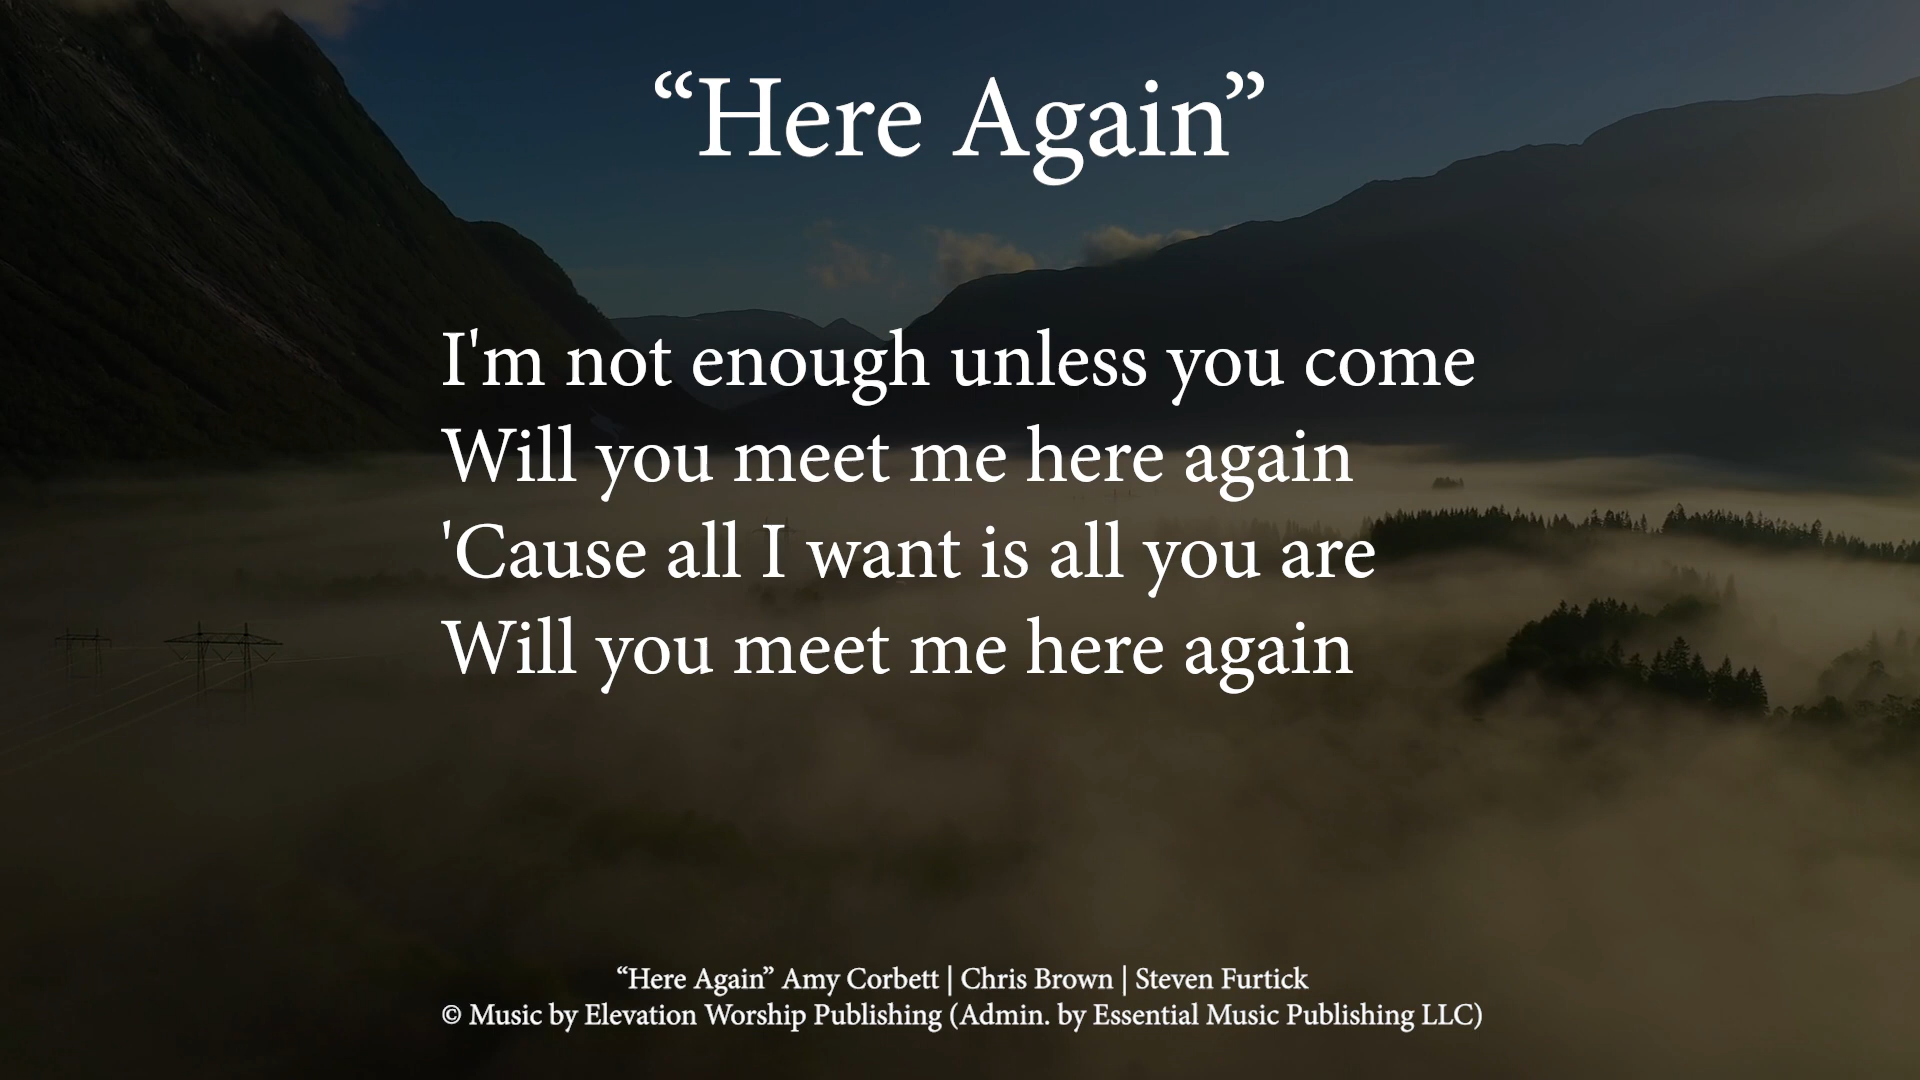 “Here Again”
I'm not enough unless you come
Will you meet me here again
'Cause all I want is all you are
Will you meet me here again
“Here Again” Amy Corbett | Chris Brown | Steven Furtick
© Music by Elevation Worship Publishing (Admin. by Essential Music Publishing LLC)